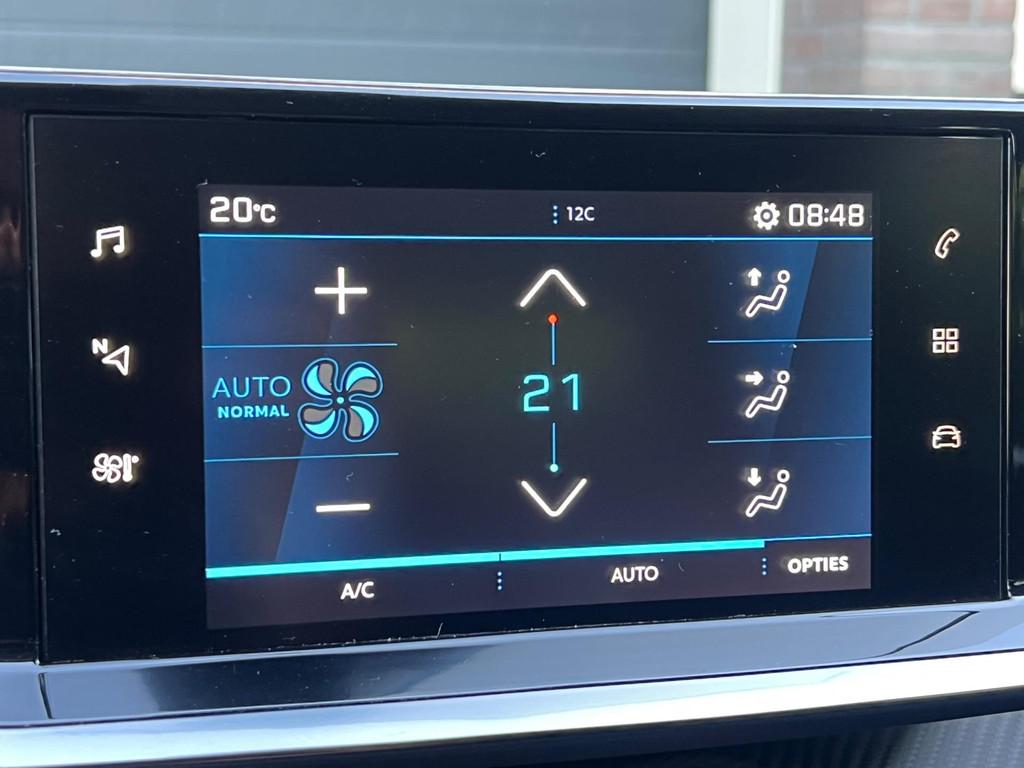 20°C
12C
08:48
N
AUTO
NORMAL
21
A/C
AUTO
OPTIES